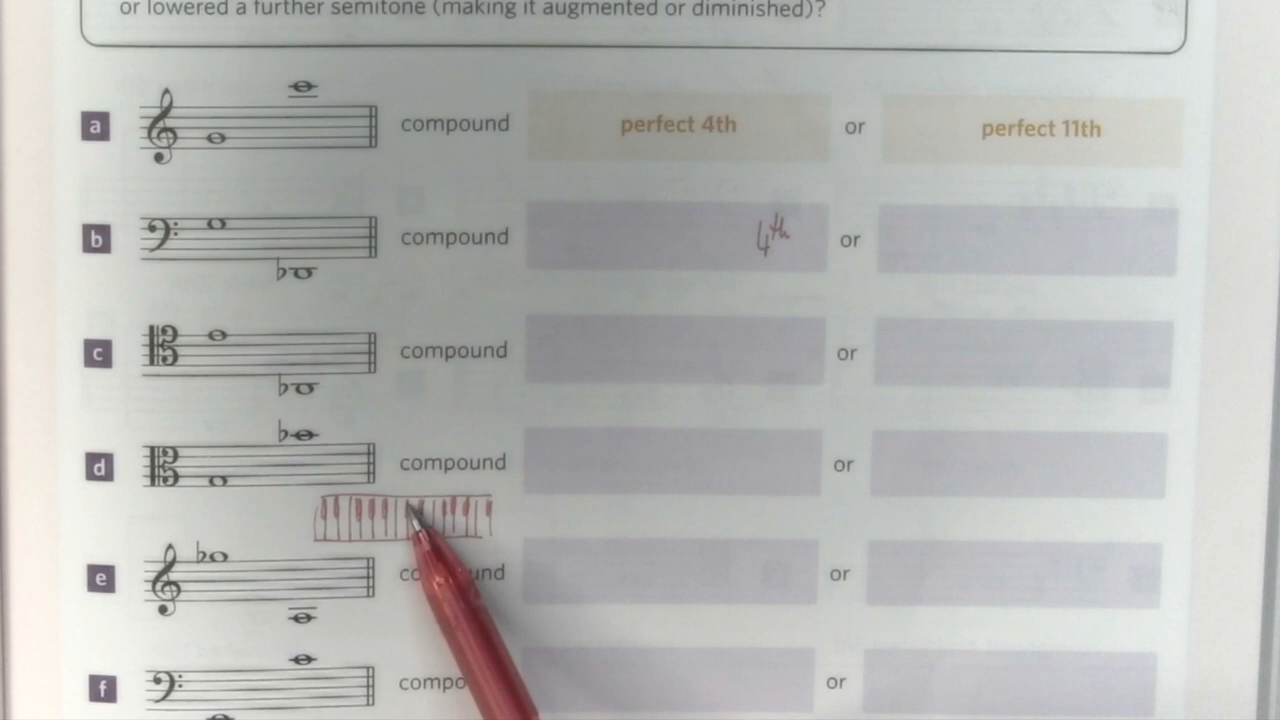 or lowered a further semitone (making it augmented or diminished)?
a compound perfect 4th or perfect 11th
b compound 4th or
c compound or
d compound or
e compound or
f compo or